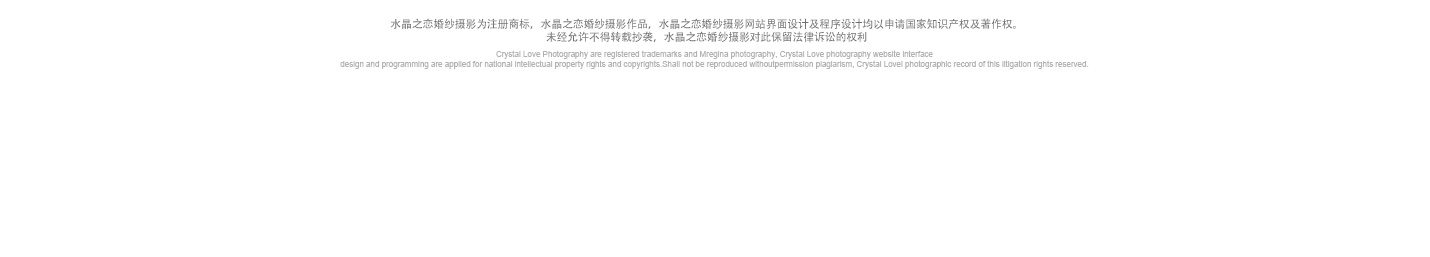 水晶之恋婚纱摄影为注册商标，水晶之恋婚纱摄影作品，水晶之恋婚纱摄影网站界面设计及程序设计均以申请国家知识产权及著作权。
未经允许不得转载抄袭，水晶之恋婚纱摄影对此保留法律诉讼的权利
Crystal Love Photography are registered trademarks and Mregina photography, Crystal Love photography website interface
design and programming are applied for national intellectual property rights and copyrights.Shall not be reproduced withoutpermission plagiarism, Crystal Lovei photographic record of this litigation rights reserved.